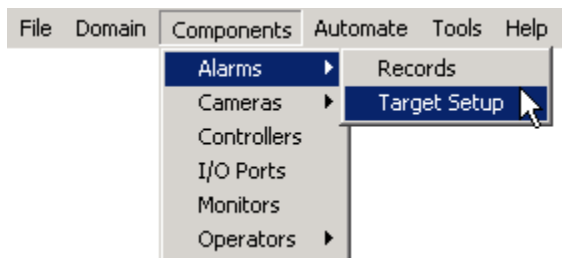 File Domain Components Automate Tools Help
Alarms Records
Cameras Target Setup
Controllers
I/O Ports
Monitors
Operators